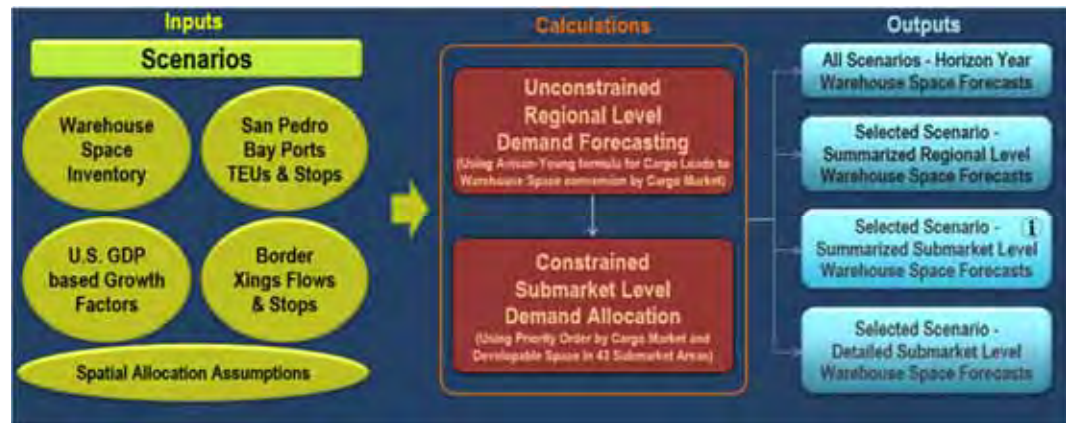 Inputs
Scenarios
Warehouse
Space
Inventory
San Pedro
Bay Ports
TEUs & Stops
U.S. GDP
based Growth
Factors
Border
Xings Flows
& Stops
Spatial Allocation Assumptions
Calculations
Unconstrained
Regional Level
Demand Forecasting
(Using Avison-Young formula for Cargo Loads to
Warehouse Space conversion by Cargo Market)
Constrained
Submarket Level
Demand Allocation
(Using Priority Order by Cargo Market and
Developable Space in 43 Submarket Areas)
Outputs
All Scenarios - Horizon Year
Warehouse Space Forecasts
Selected Scenario -
Summarized Regional Level
Warehouse Space Forecasts
Selected Scenario -
Summarized Submarket Level
Warehouse Space Forecasts
i
Selected Scenario -
Detailed Submarket Level
Warehouse Space Forecasts